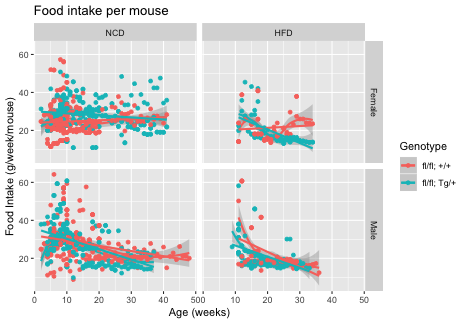 Food intake per mouse
NCD
HFD
60
40
20
Female
60
40
20
Male
0 10 20 30 40 50
0 10 20 30 40 50
Age (weeks)
Food Intake (g/week/mouse)
Genotype
fl/fl; +/+
fl/fl; Tg/+